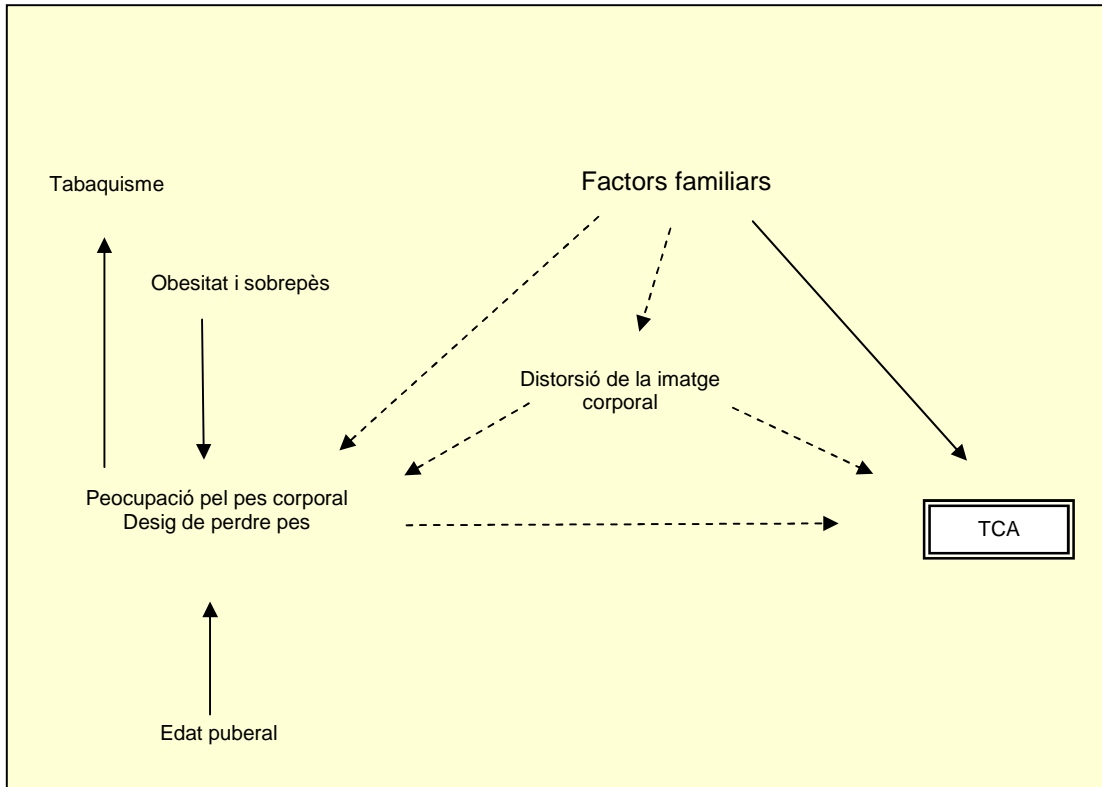 Tabaquisme
Factors familiars
Obesitat i sobrepès
Distorsió de la imatge
corporal
Peocupació pel pes corporal
Desig de perdre pes
TCA
Edat puberal